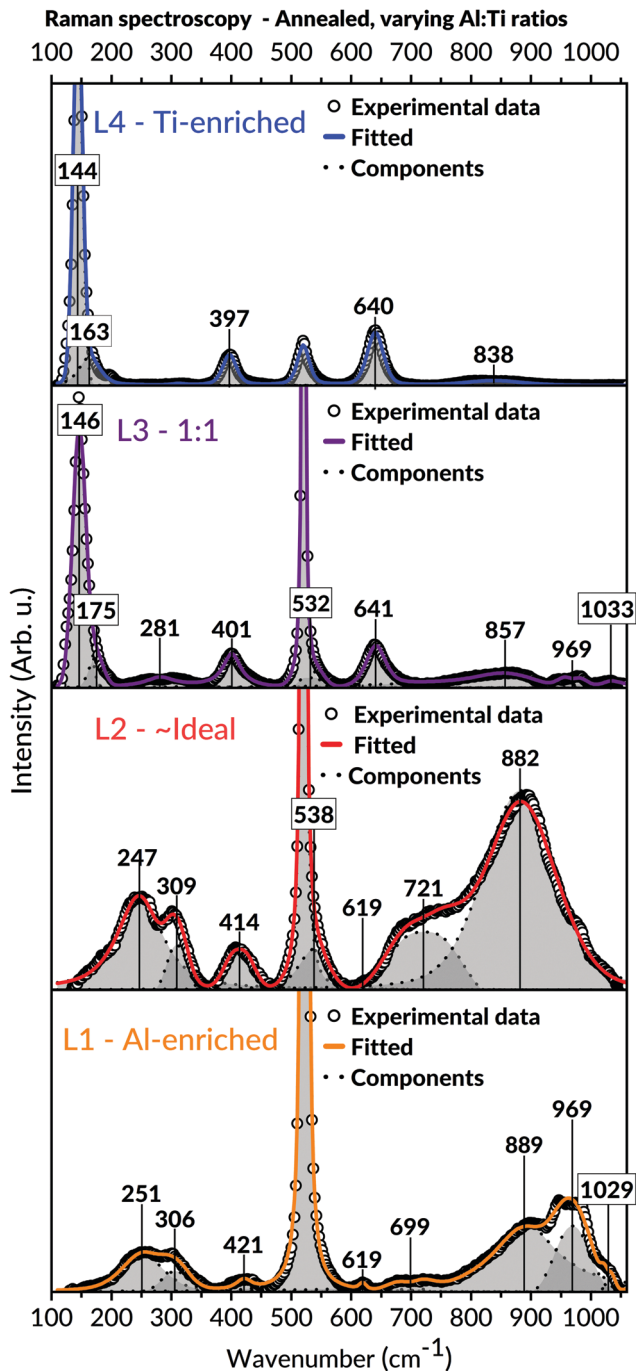 Raman spectroscopy - Annealed, varying Al:Ti ratios
100 200 300 400 500 600 700 800 900 1000
L4 - Ti-enriched
Experimental data
Fitted
Components
144
163
397
640
838
L3 - 1:1
Experimental data
Fitted
Components
146
175
281
401
532
641
857
969
1033
L2 - ~Ideal
Experimental data
Fitted
Components
247
309
414
538
619
721
882
L1 - Al-enriched
Experimental data
Fitted
Components
251
306
421
619
699
889
969
1029
Intensity (Arb. u.)
100 200 300 400 500 600 700 800 900 1000
Wavenumber (cm⁻¹)